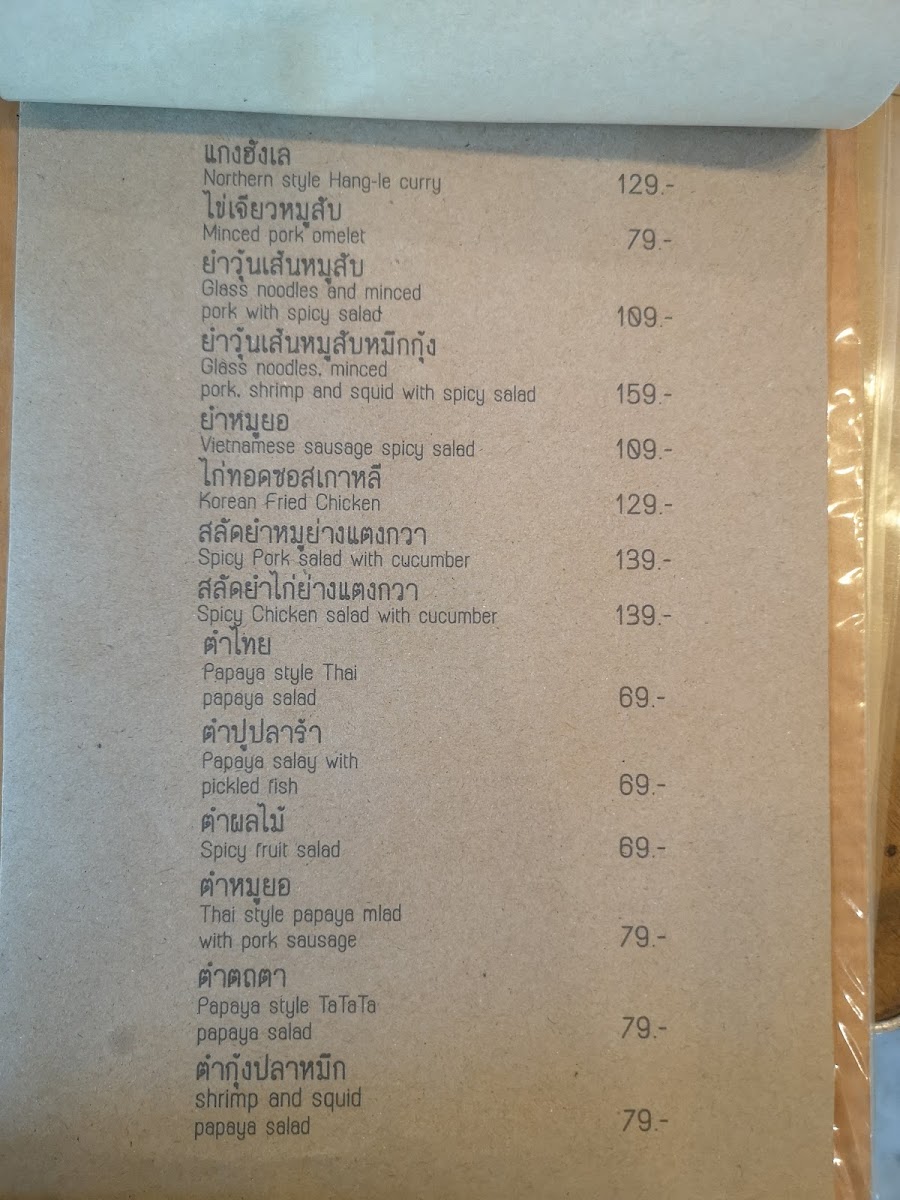 แกงฮังเล
Northern style Hang-le curry 129.-
ไข่เจียวหมูสับ
Minced pork omelet 79.-
ยำวุ้นเส้นหมูสับ
Glass noodles and minced
pork with spicy salad 109.-
ยำวุ้นเส้นหมูสับหมึกกุ้ง
Glass noodles, minced
pork, shrimp and squid with spicy salad 159.-
ยำหมูยอ
Vietnamese sausage spicy salad 109.-
ไก่ทอดซอสเกาหลี
Korean Fried Chicken 129.-
สลัดยำหมูย่างแตงกวา
Spicy Pork salad with cucumber 139.-
สลัดยำไก่ย่างแตงกวา
Spicy Chicken salad with cucumber 139.-
ตำไทย
Papaya style Thai
papaya salad 69.-
ตำปูปลาร้า
Papaya salay with
pickled fish 69.-
ตำผลไม้
Spicy fruit salad 69.-
ตำหมูยอ
Thai style papaya mlad
with pork sausage 79.-
ตำตถตา
Papaya style TaTaTa
papaya salad 79.-
ตำกุ้งปลาหมึก
shrimp and squid
papaya salad 79.-